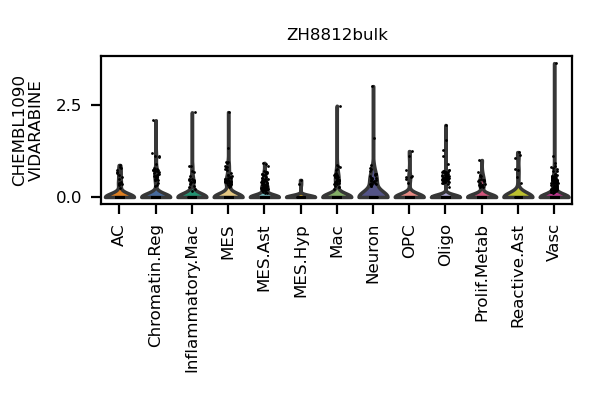 ZH8812bulk
CHEMBL1090
VIDARABINE
2.5
0.0
AC
Chromatin.Reg
Inflammatory.Mac
MES
MES.Ast
MES.Hyp
Mac
Neuron
OPC
Oligo
Prolif.Metab
Reactive.Ast
Vasc